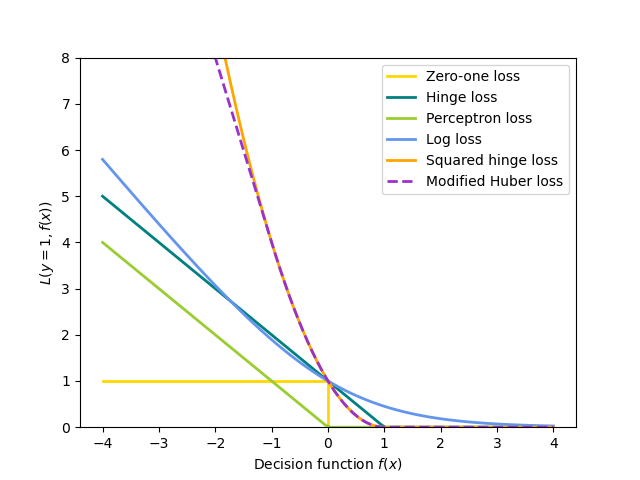 8
7
6
5
4
3
2
1
0
L(y = 1, f(x))
−4 −3 −2 −1 0 1 2 3 4
Decision function f(x)
Zero-one loss
Hinge loss
Perceptron loss
Log loss
Squared hinge loss
Modified Huber loss